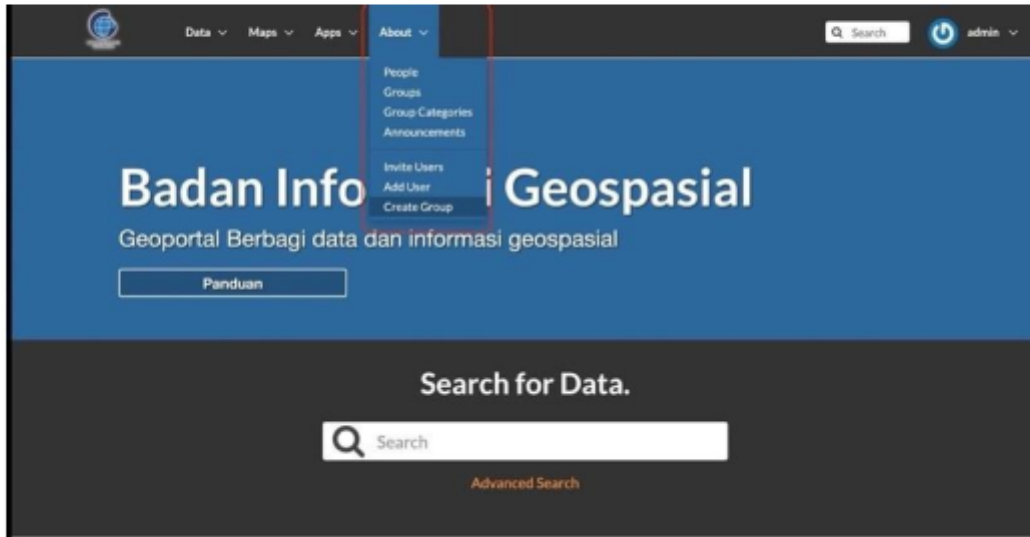 Data Maps Apps About Search admin
People
Groups
Group Categories
Announcements
Invite Users
Add User
Create Group
Badan Info i Geospasial
Geoportal Berbagi data dan informasi geospasial
Panduan
Search for Data.
Search
Advanced Search